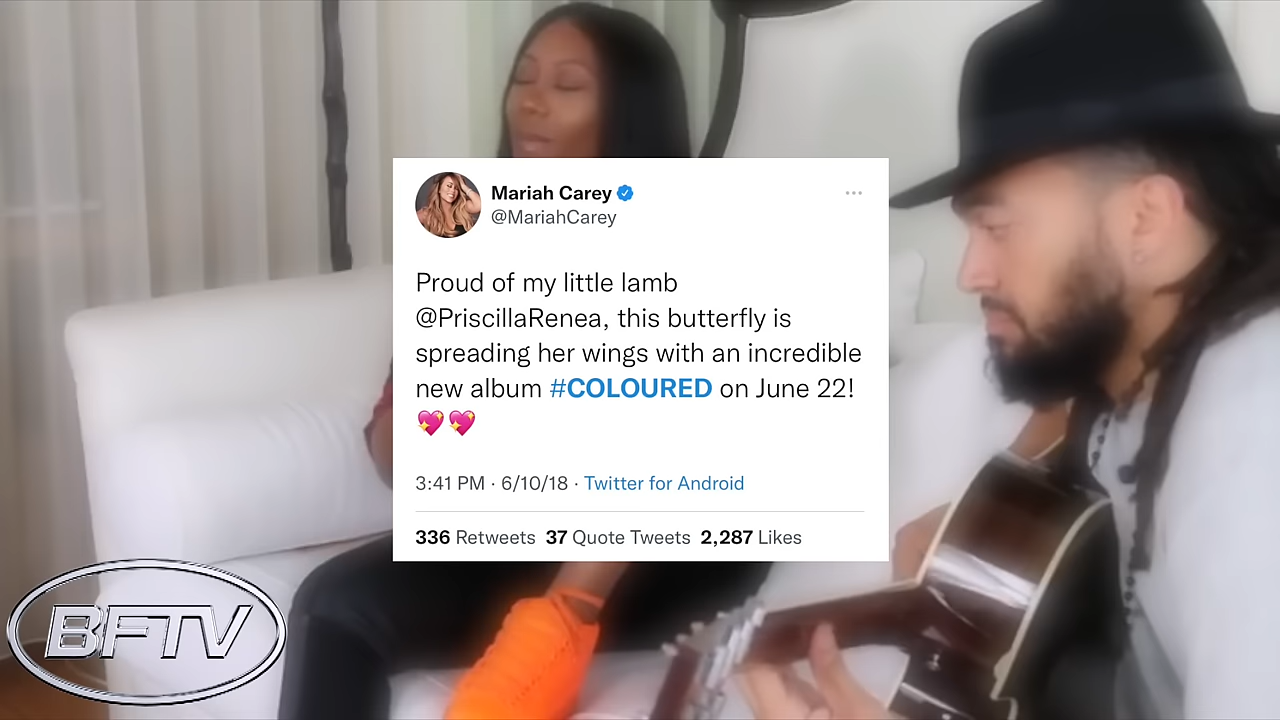 Mariah Carey
@MariahCarey
Proud of my little lamb
@PriscillaRenea, this butterfly is
spreading her wings with an incredible
new album #COLOURED on June 22!
💖💖
3:41 PM · 6/10/18 · Twitter for Android
336 Retweets 37 Quote Tweets 2,287 Likes
BFTV